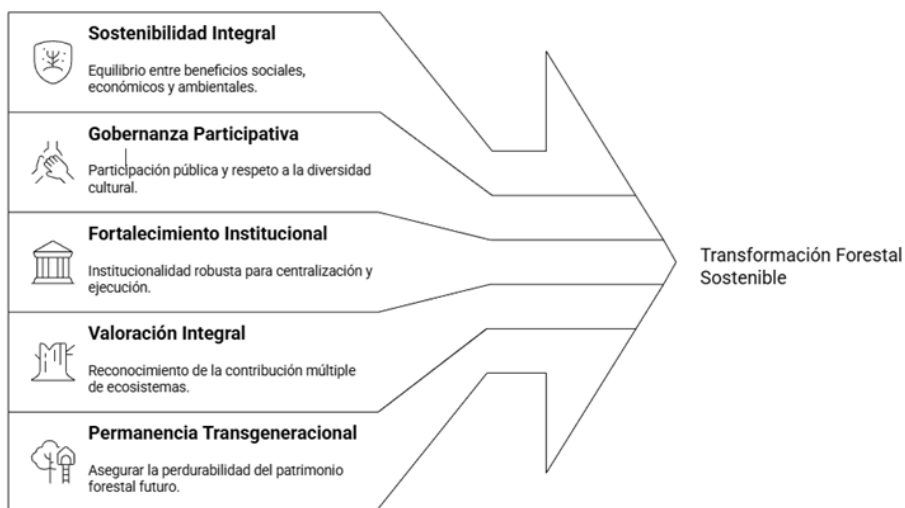 Sostenibilidad Integral
Equilibrio entre beneficios sociales,
económicos y ambientales.
Gobernanza Participativa
Participación pública y respeto a la diversidad
cultural.
Fortalecimiento Institucional
Institucionalidad robusta para centralización y
ejecución.
Valoración Integral
Reconocimiento de la contribución múltiple
de ecosistemas.
Permanencia Transgeneracional
Asegurar la perdurabilidad del patrimonio
forestal futuro.
Transformación Forestal
Sostenible